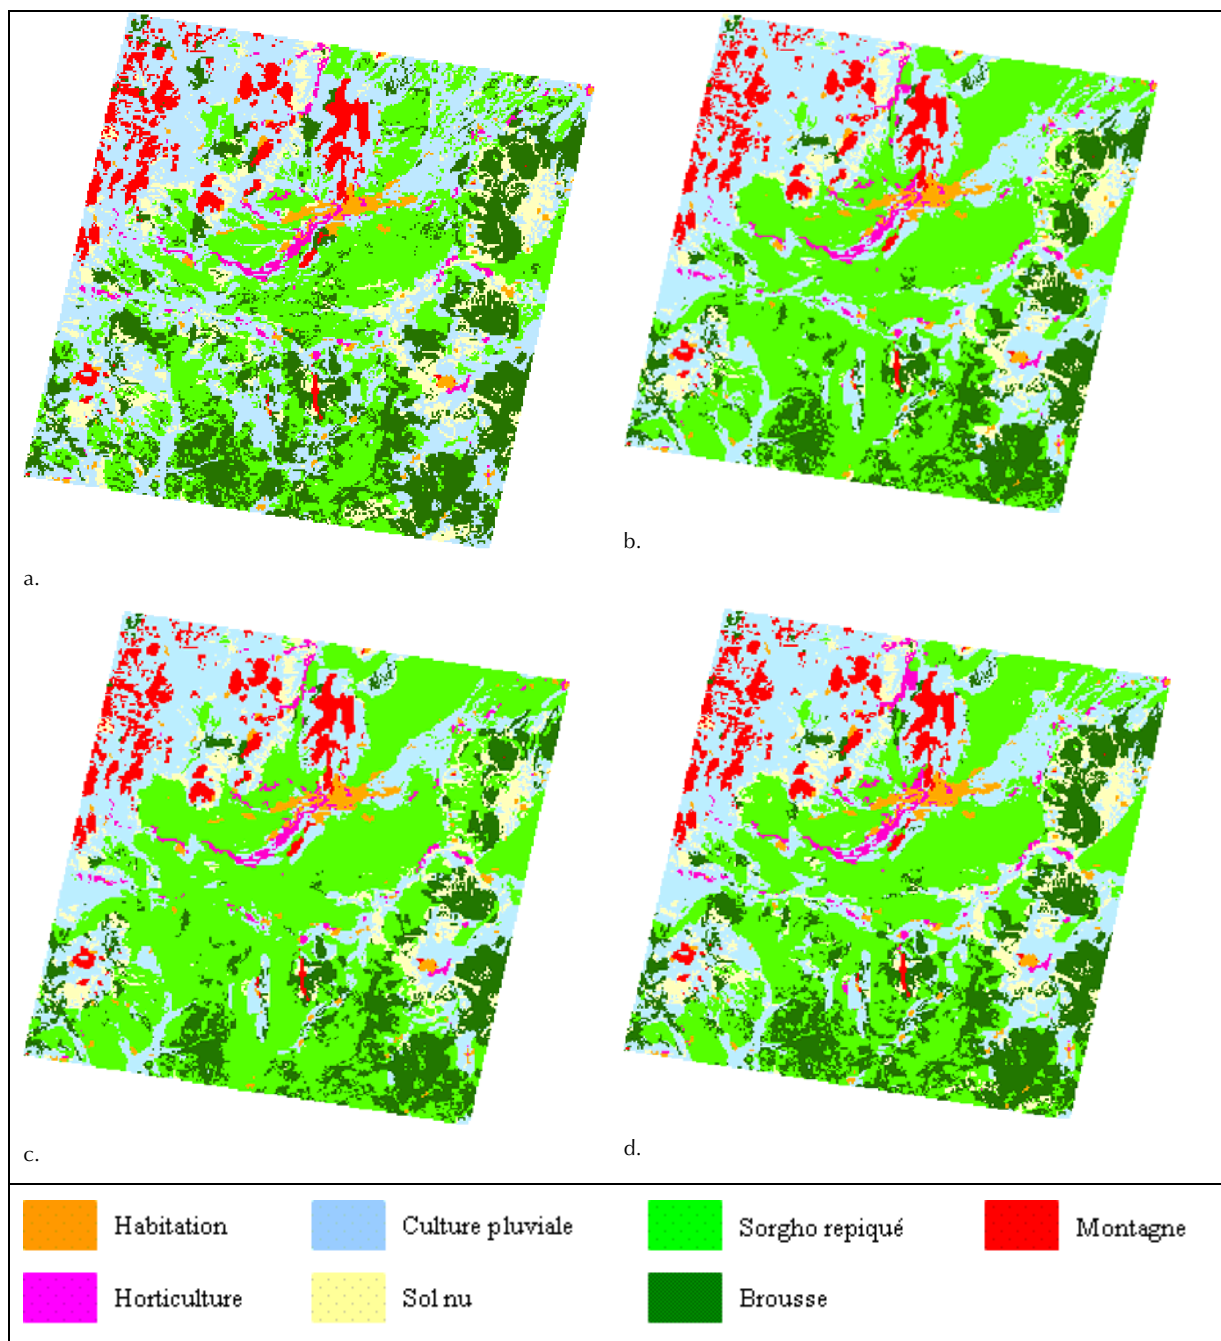 a.
b.
c.
d.
Habitation
Culture pluviale
Sorgho repiqué
Montagne
Horticulture
Sol nu
Brousse